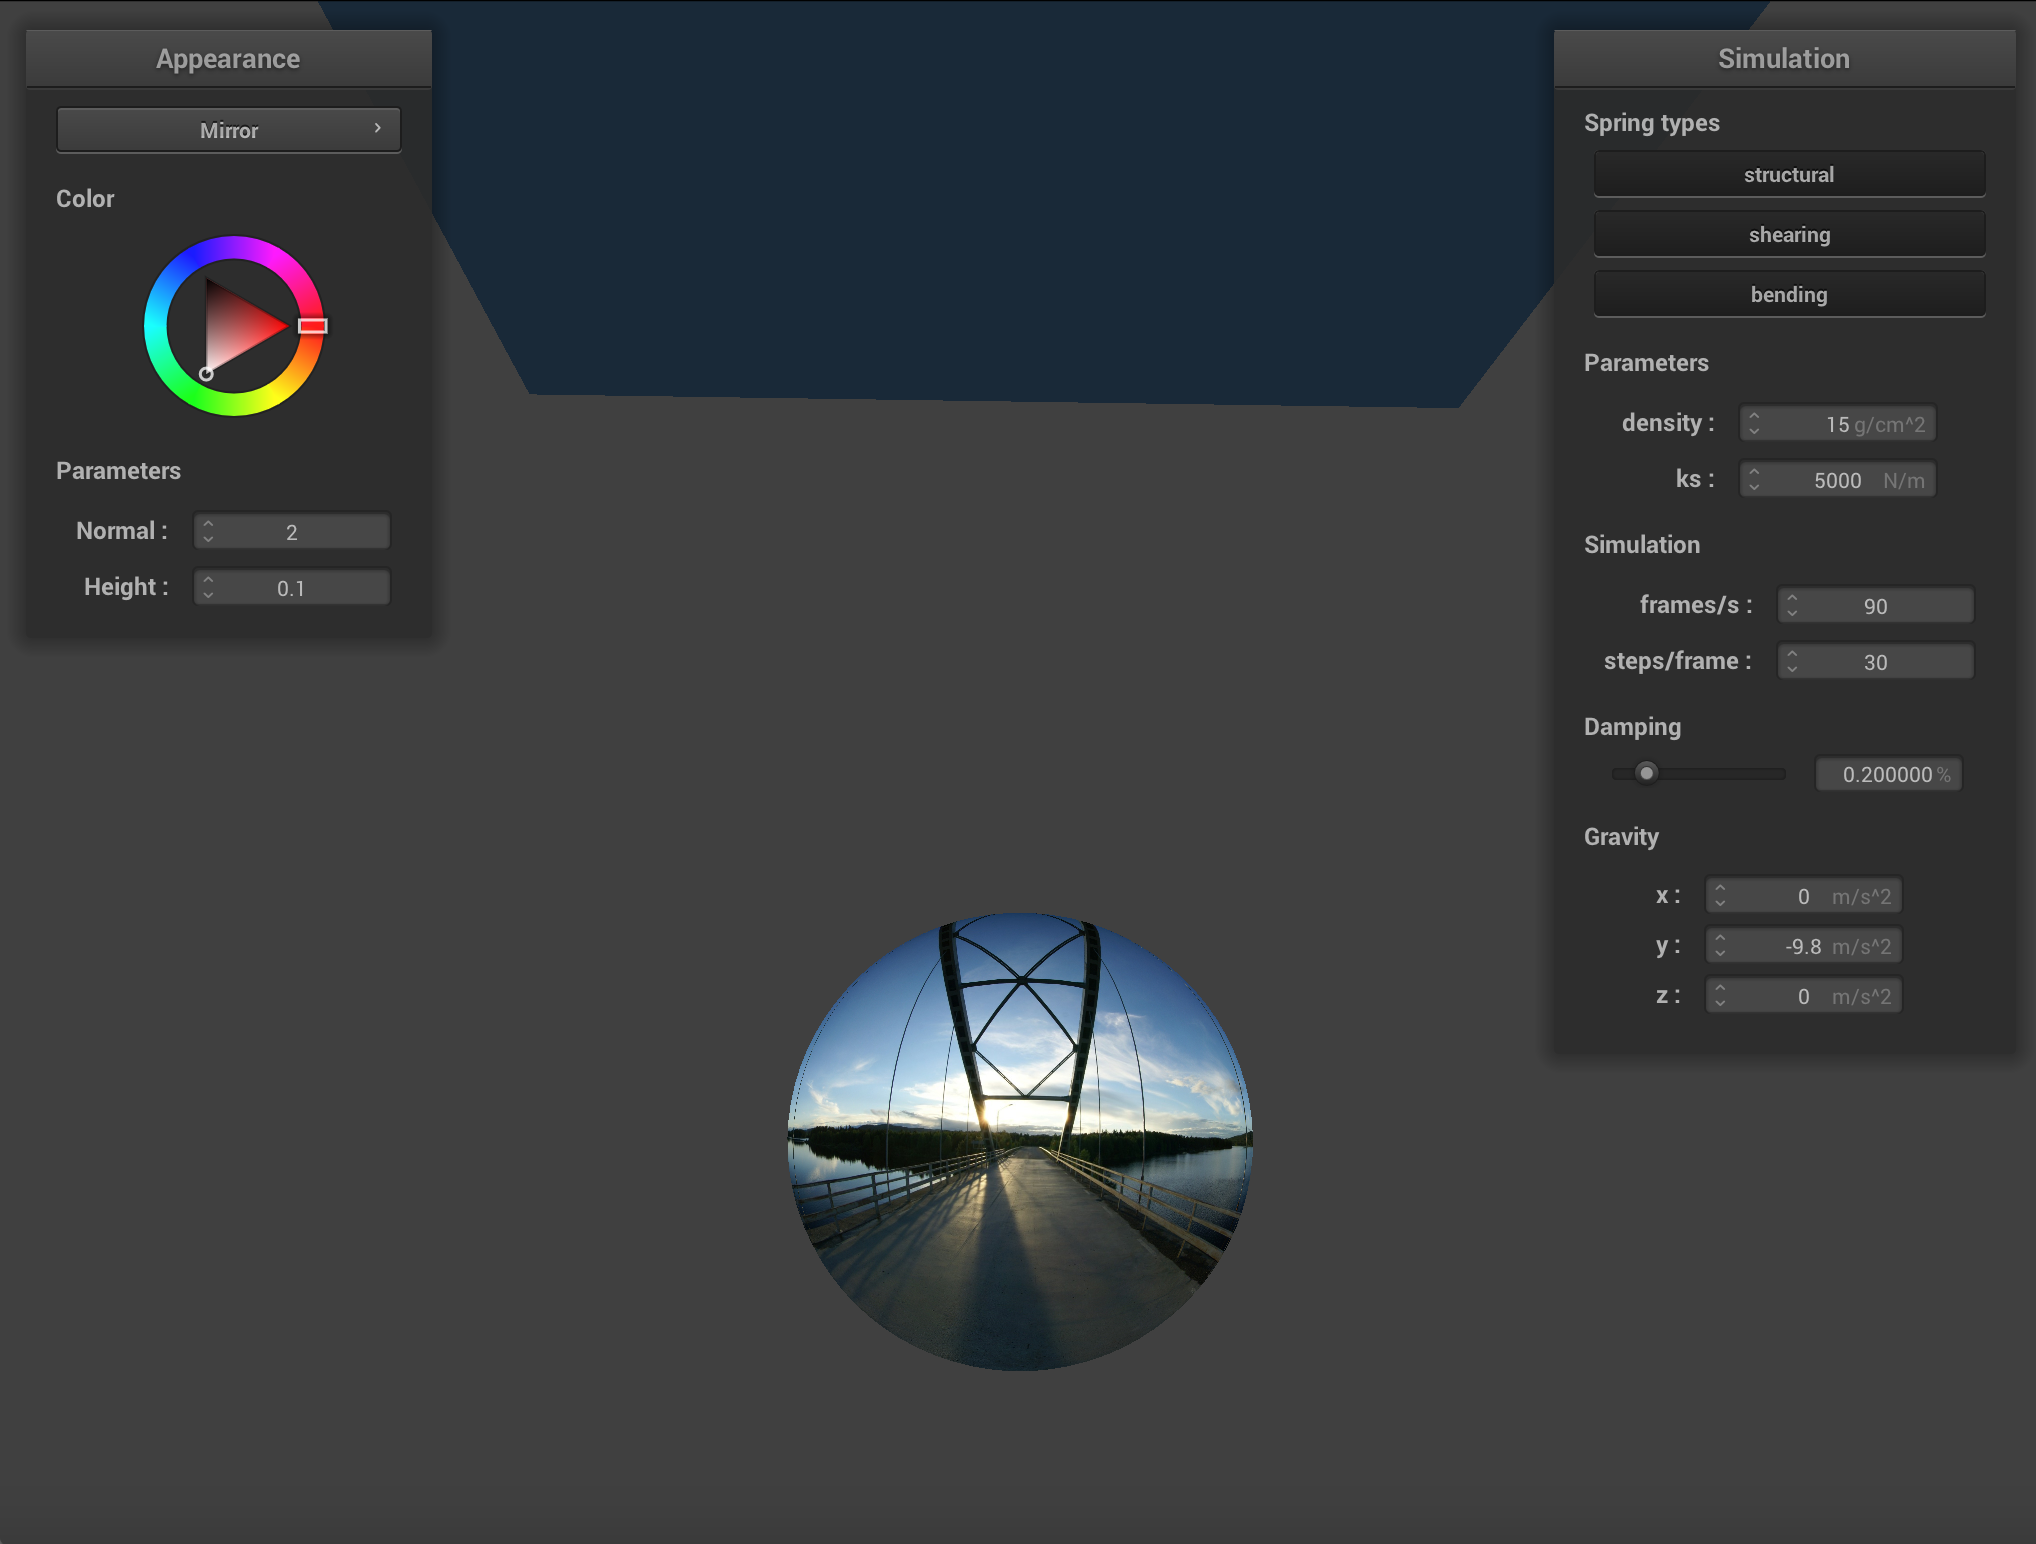 Appearance
Mirror
Color
Parameters
Normal : 2
Height : 0.1
Simulation
Spring types
structural
shearing
bending
Parameters
density : 15 g/cm^2
ks : 5000 N/m
Simulation
frames/s : 90
steps/frame : 30
Damping
0.200000 %
Gravity
x : 0 m/s^2
y : -9.8 m/s^2
z : 0 m/s^2